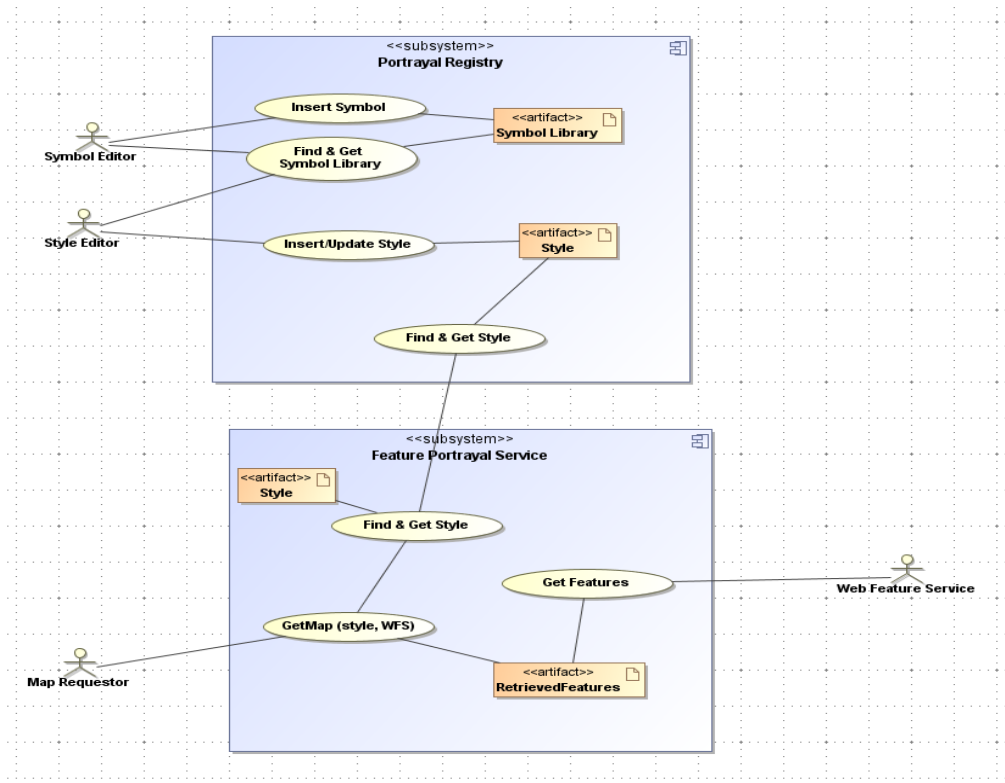 <<subsystem>>
Portrayal Registry
Insert Symbol
<<artifact>>
Symbol Library
Symbol Editor
Find & Get
Symbol Library
Style Editor
Insert/Update Style
<<artifact>>
Style
Find & Get Style
<<subsystem>>
Feature Portrayal Service
<<artifact>>
Style
Find & Get Style
Get Features
Web Feature Service
GetMap (style, WFS)
Map Requestor
<<artifact>>
RetrievedFeatures